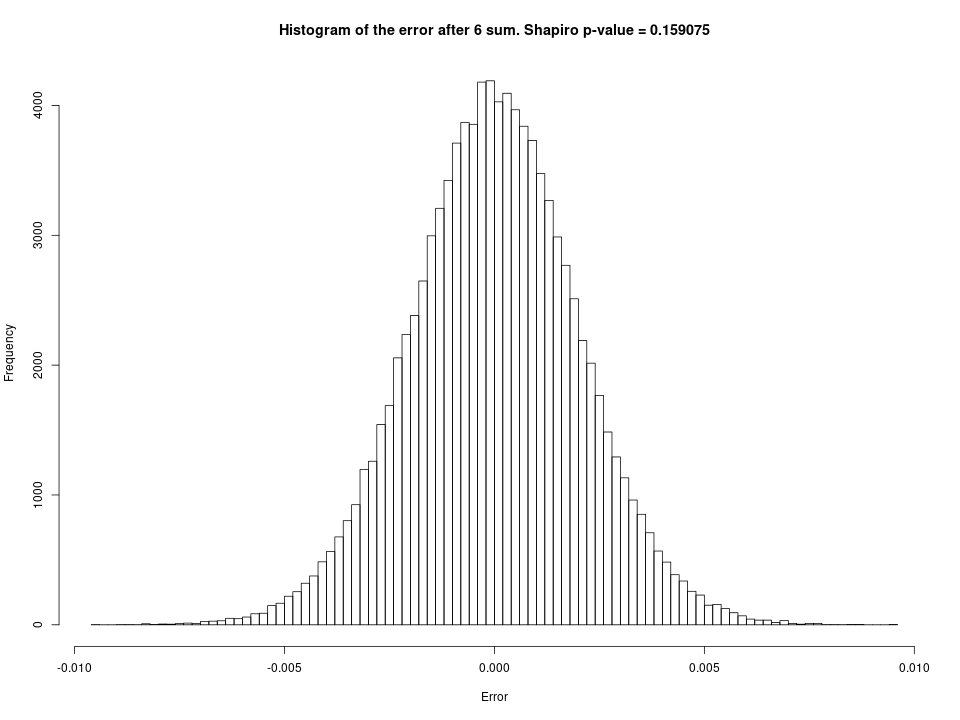 Histogram of the error after 6 sum. Shapiro p-value = 0.159075
Frequency
4000
3000
2000
1000
0
-0.010 -0.005 0.000 0.005 0.010
Error